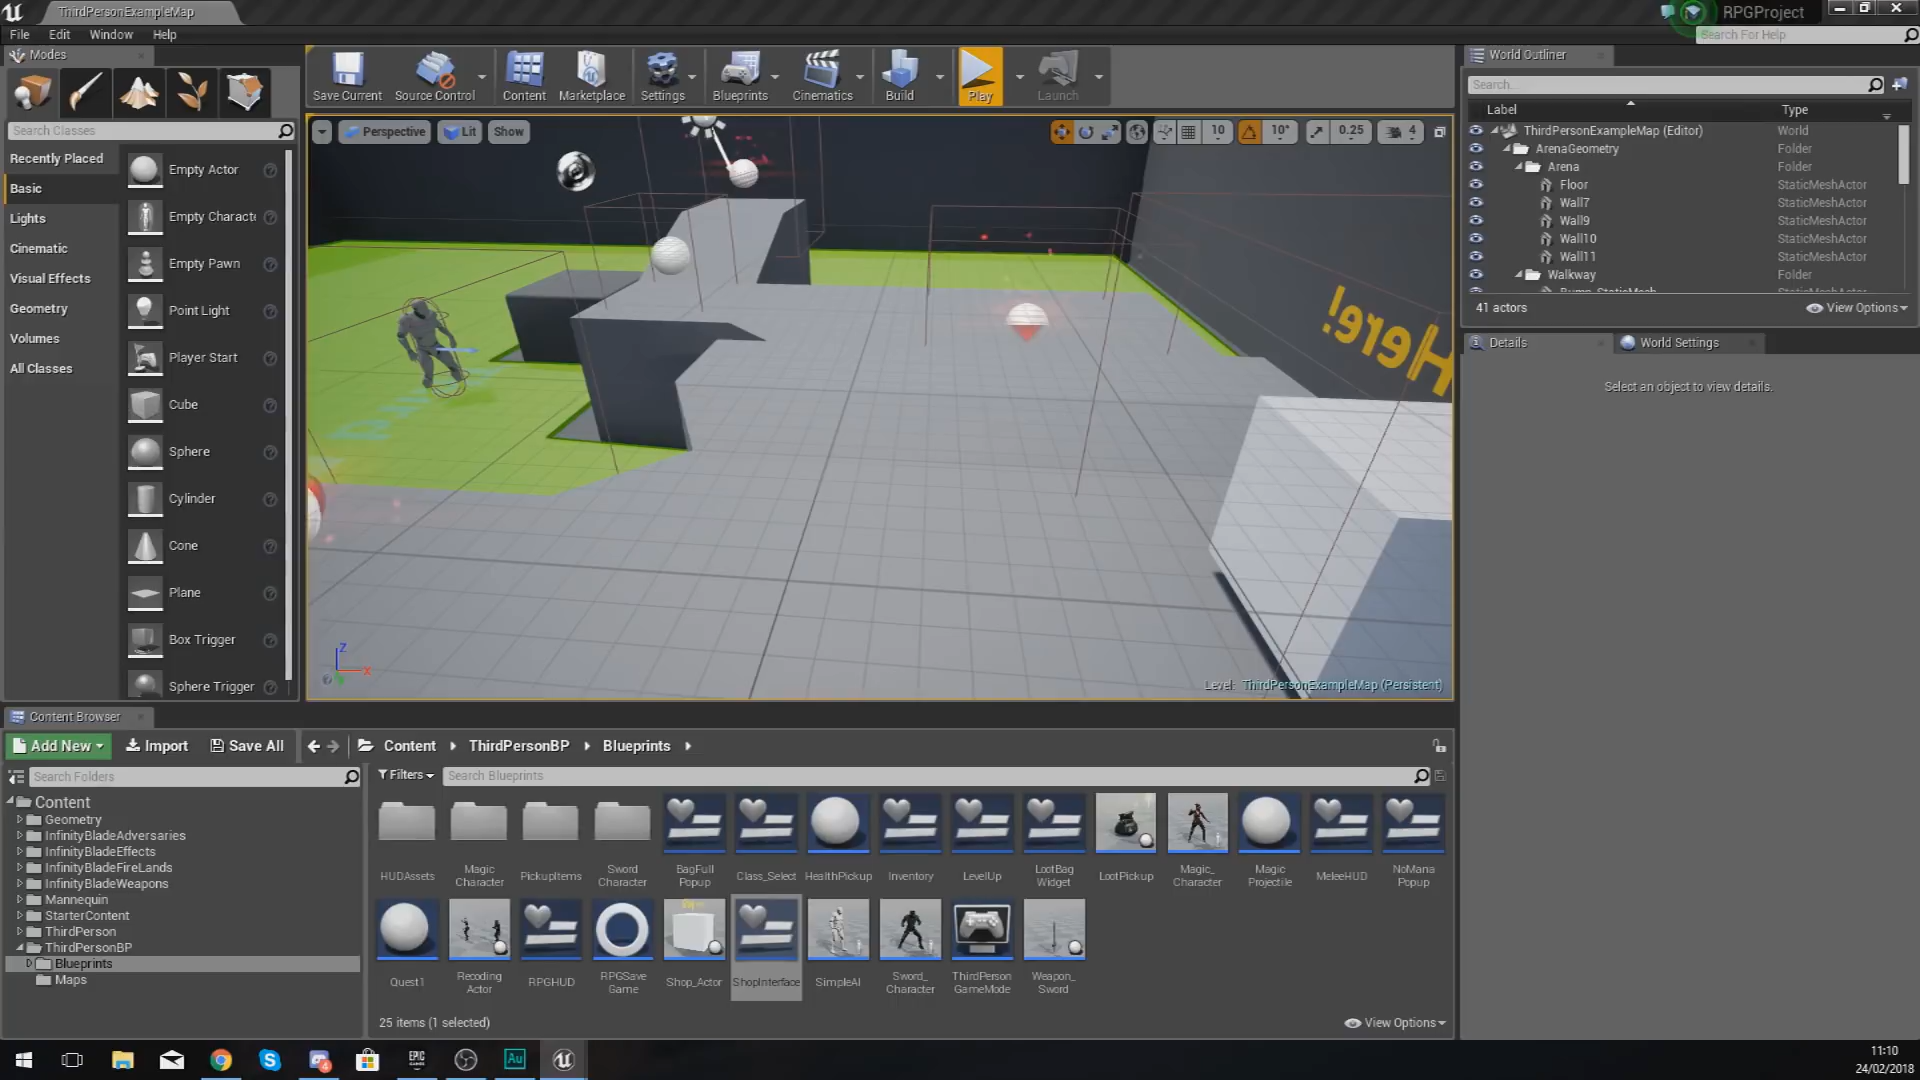 ThirdPersonExampleMap
RPGProject
File Edit Window Help
Search For Help
Modes
Save Current
Source Control
Content
Marketplace
Settings
Blueprints
Cinematics
Build
Play
Launch
World Outliner
Search...
Label Type
ThirdPersonExampleMap (Editor) World
ArenaGeometry Folder
Arena Folder
Floor StaticMeshActor
Wall7 StaticMeshActor
Wall9 StaticMeshActor
Wall10 StaticMeshActor
Wall11 StaticMeshActor
Walkway Folder
Bump_StaticMesh StaticMeshActor
41 actors
View Options
Details
World Settings
Select an object to view details.
Search Classes
Recently Placed
Basic
Lights
Cinematic
Visual Effects
Geometry
Volumes
All Classes
Empty Actor
Empty Characte
Empty Pawn
Point Light
Player Start
Cube
Sphere
Cylinder
Cone
Plane
Box Trigger
Sphere Trigger
Perspective
Lit
Show
10
10°
0.25
4
Here!
Z
X
Level: ThirdPersonExampleMap (Persistent)
Content Browser
Add New
Import
Save All
Content
ThirdPersonBP
Blueprints
Search Folders
Filters
Search Blueprints
Content
Geometry
InfinityBladeAdversaries
InfinityBladeEffects
InfinityBladeFireLands
InfinityBladeWeapons
Mannequin
StarterContent
ThirdPerson
ThirdPersonBP
Blueprints
Maps
HUDAssets
Magic
Character
PickupItems
Sword
Character
BagFull
Popup
Class_Select
HealthPickup
Inventory
LevelUp
LootBag
Widget
LootPickup
Magic_
Character
Magic
Projectile
MeleeHUD
NoMana
Popup
Quest1
Recoding
Actor
RPGHUD
RPGSave
Game
Shop_Actor
ShopInterface
SimpleAI
Sword_
Character
ThirdPerson
GameMode
Weapon_
Sword
25 items (1 selected)
View Options
EPIC
GAMES
Au
4
11:10
24/02/2018